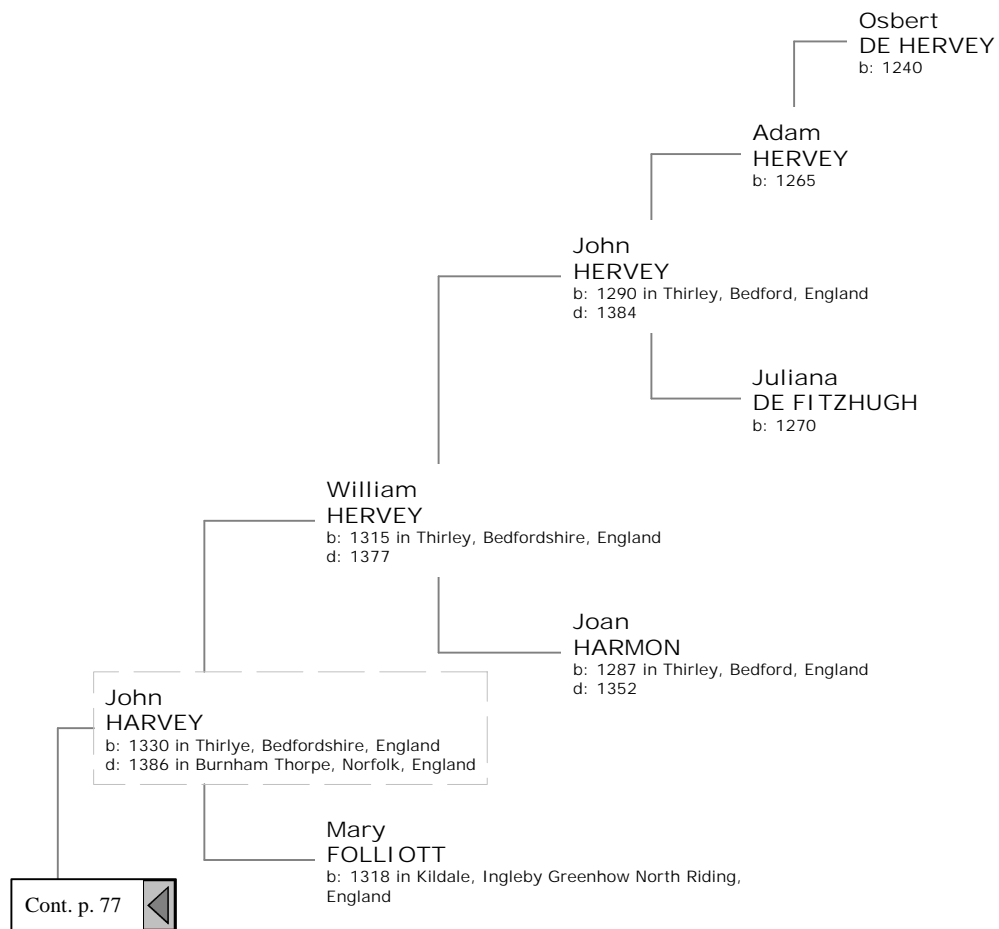 Osbert
DE HERVEY
b: 1240
Adam
HERVEY
b: 1265
John
HERVEY
b: 1290 in Thirley, Bedford, England
d: 1384
Juliana
DE FITZHUGH
b: 1270
William
HERVEY
b: 1315 in Thirley, Bedfordshire, England
d: 1377
Joan
HARMON
b: 1287 in Thirley, Bedford, England
d: 1352
John
HARVEY
b: 1330 in Thirlye, Bedfordshire, England
d: 1386 in Burnham Thorpe, Norfolk, England
Mary
FOLLIOTT
b: 1318 in Kildale, Ingleby Greenhow North Riding,
England
Cont. p. 77